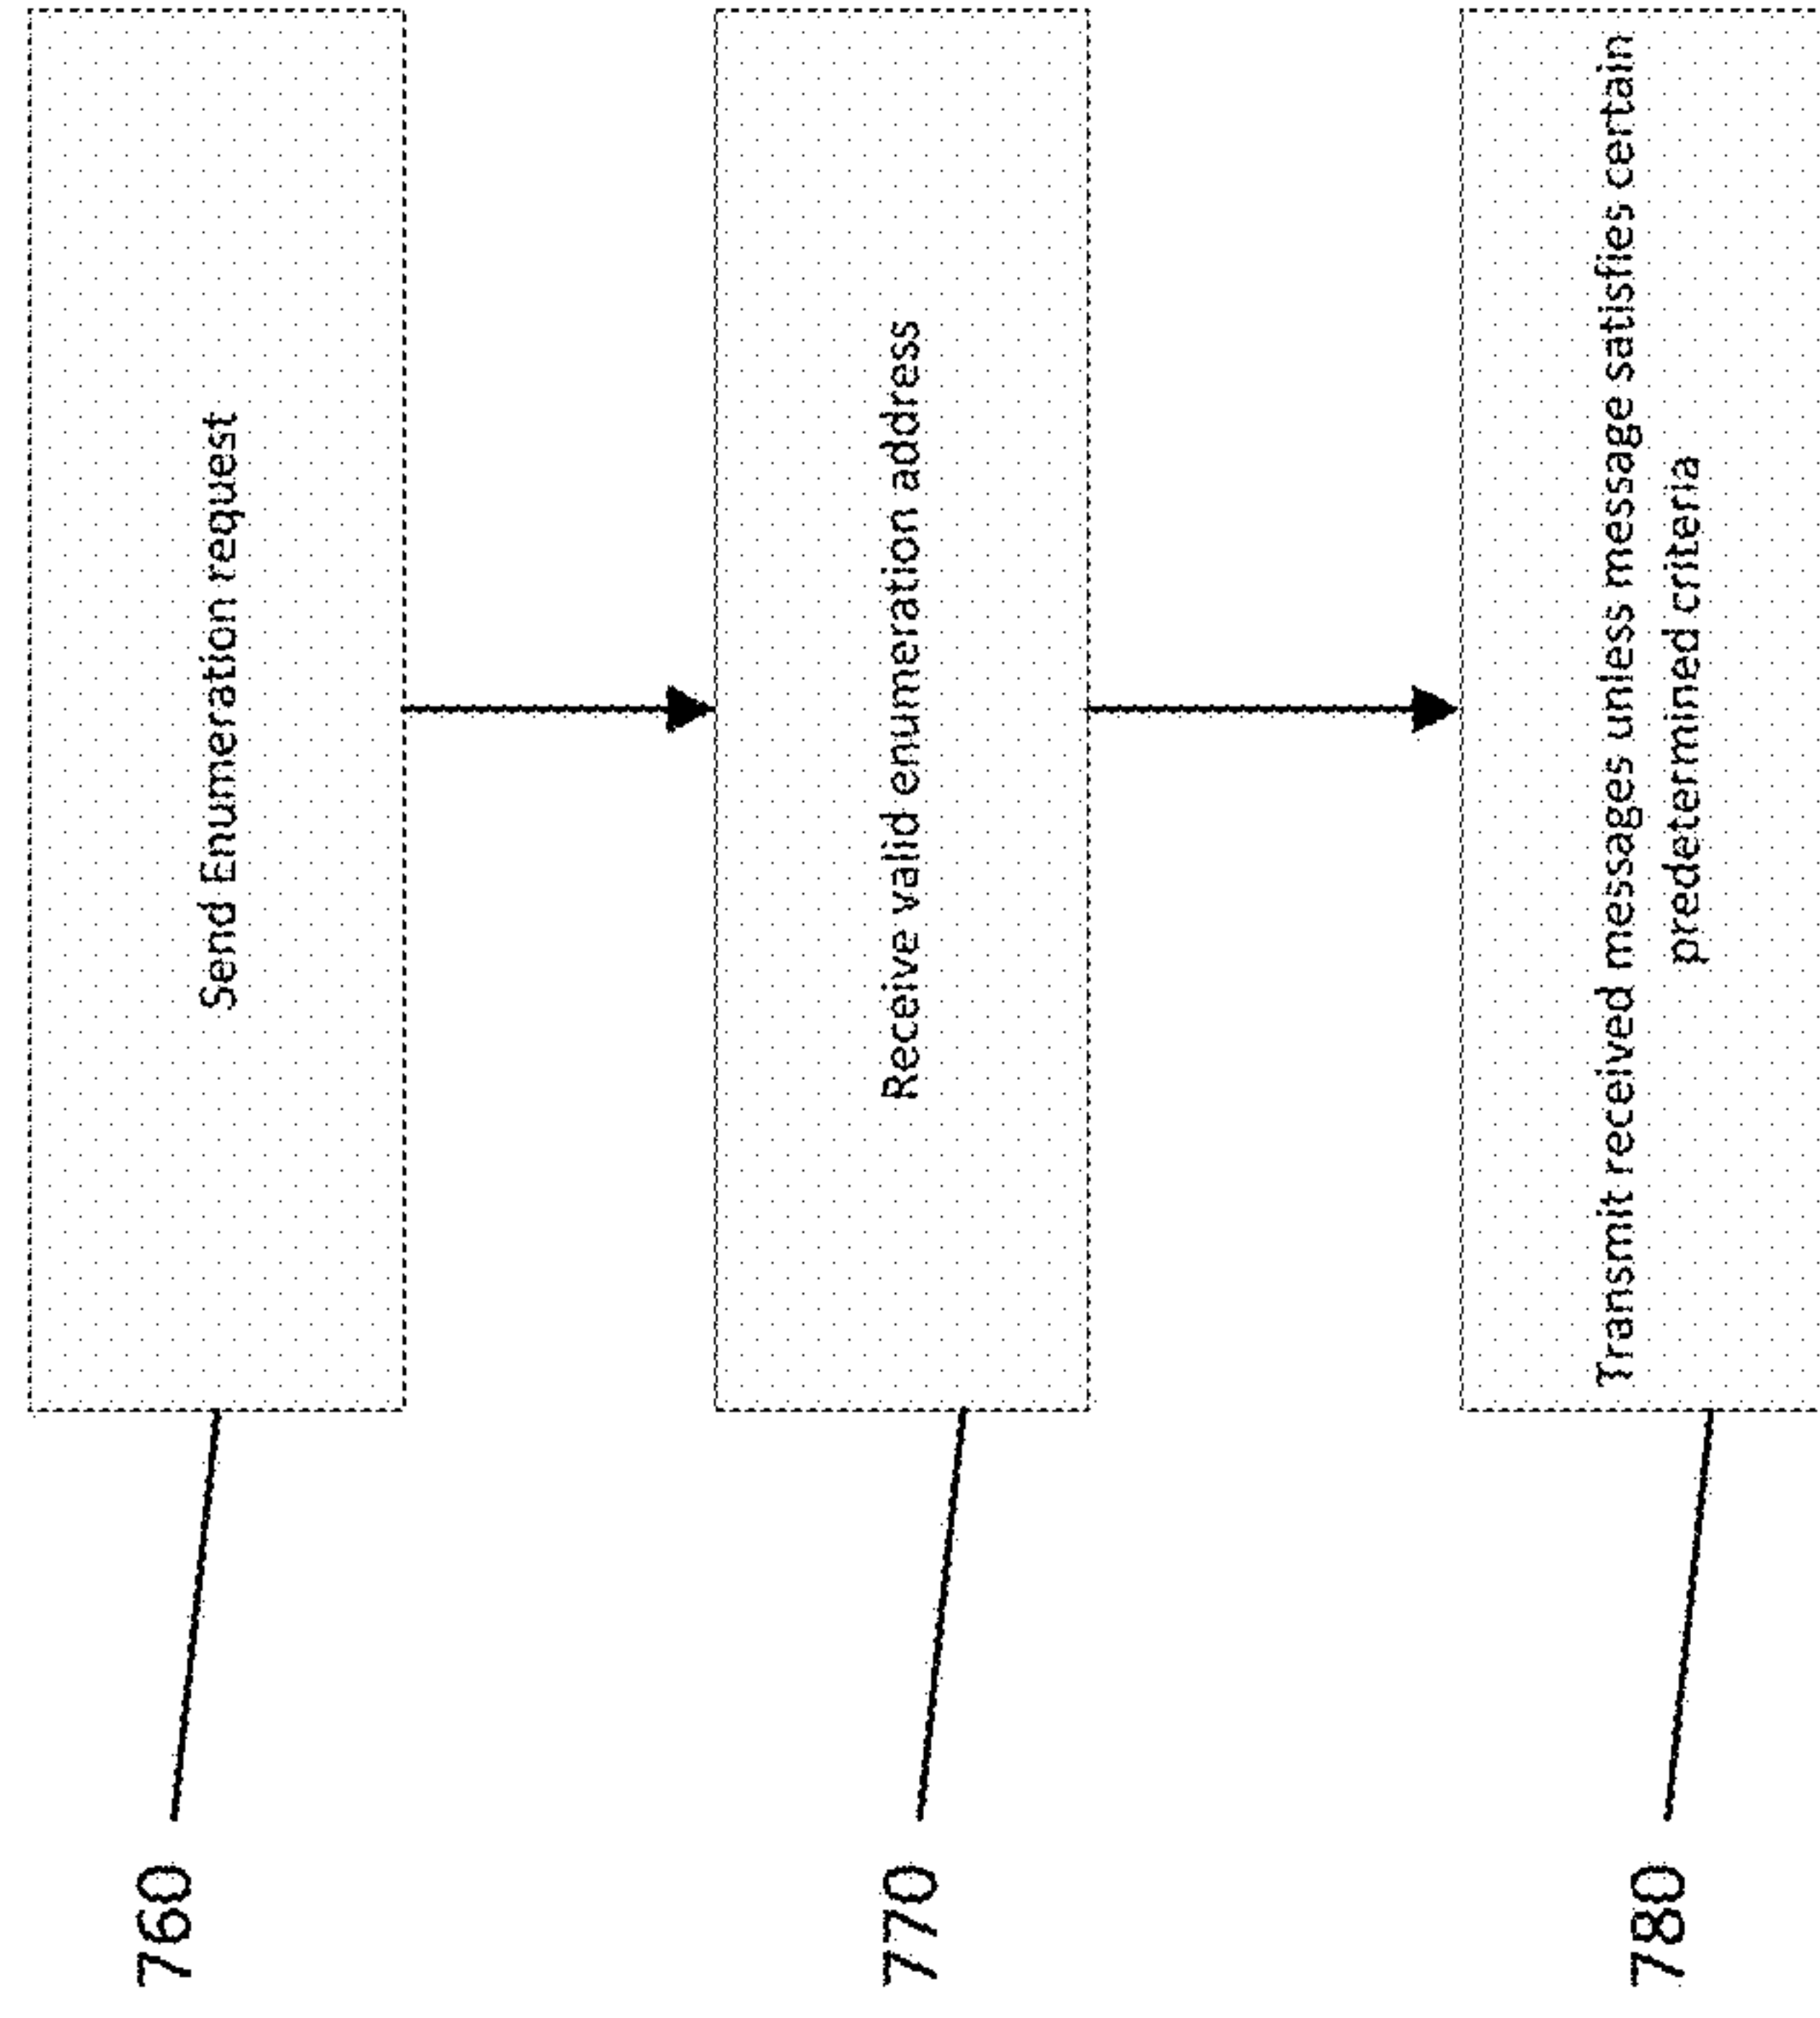 760
Send Enumeration request
770
Receive valid enumeration address
780
Transmit received messages unless message satisfies certain
predetermined criteria